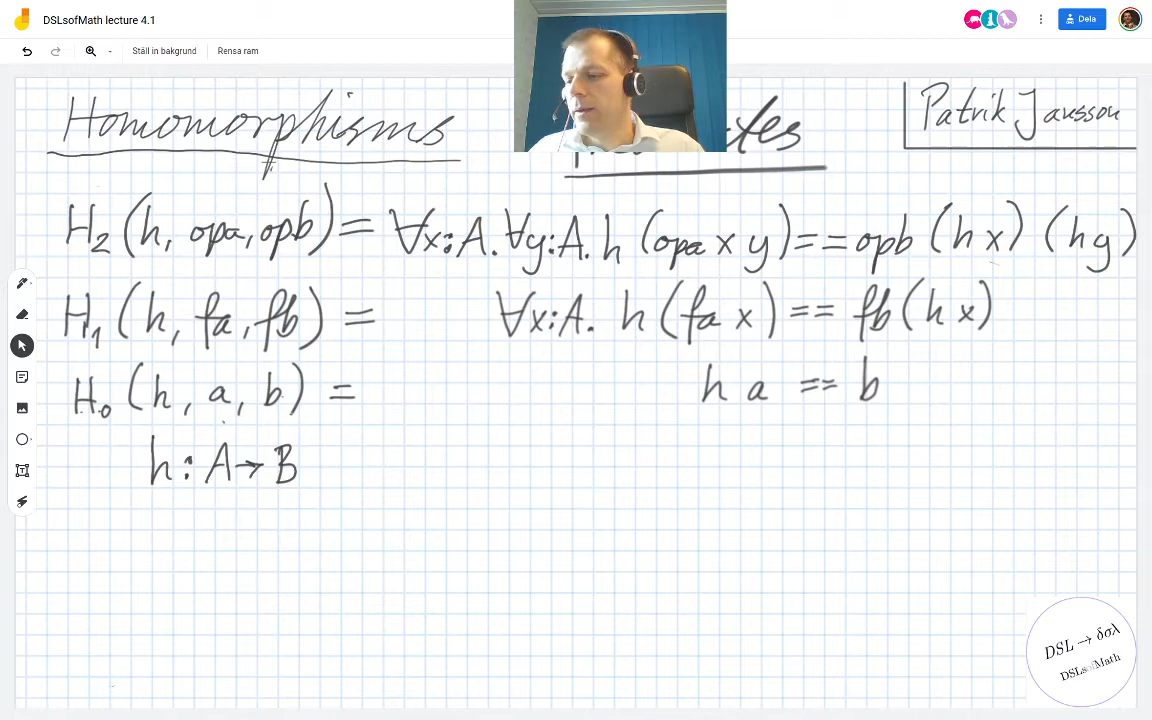 DSLsofMath lecture 4.1
Dela
Ställ in bakgrund
Rensa ram
Homomorphisms
Patrik Jansson
H₂ (h, opa, opb) = ∀x:A. ∀y:A. h (opa x y) == opb (h x) (h y)
H₁ (h, fa, fb) = ∀x:A. h (fa x) == fb (h x)
H₀ (h, a, b) = h a == b
h : A → B
DSL → δσλ
DSLsofMath